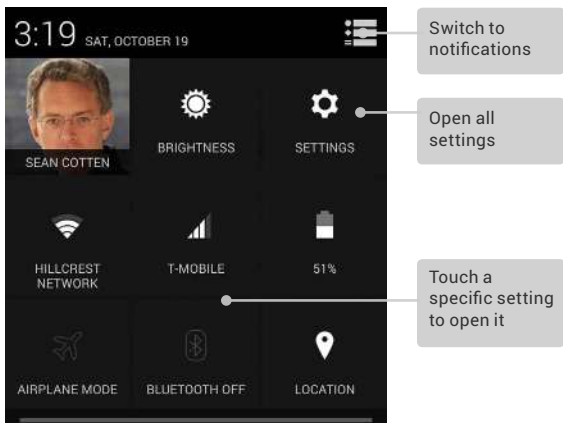 3:19 SAT, OCTOBER 19
Switch to
notifications
SEAN COTTEN
BRIGHTNESS
SETTINGS
Open all
settings
HILLCREST
NETWORK
T-MOBILE
51%
Touch a
specific setting
to open it
AIRPLANE MODE
BLUETOOTH OFF
LOCATION